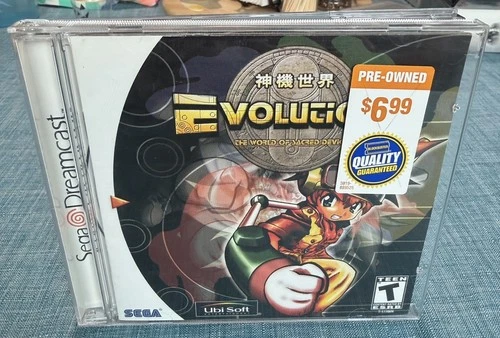 Sega Dreamcast.
神機世界
EVOLUTIO
THE WORLD OF SACRED DEVI
PRE-OWNED
$6.99
QUALITY
GUARANTEED
SEGA
Ubi Soft
TEEN
T
ESRB